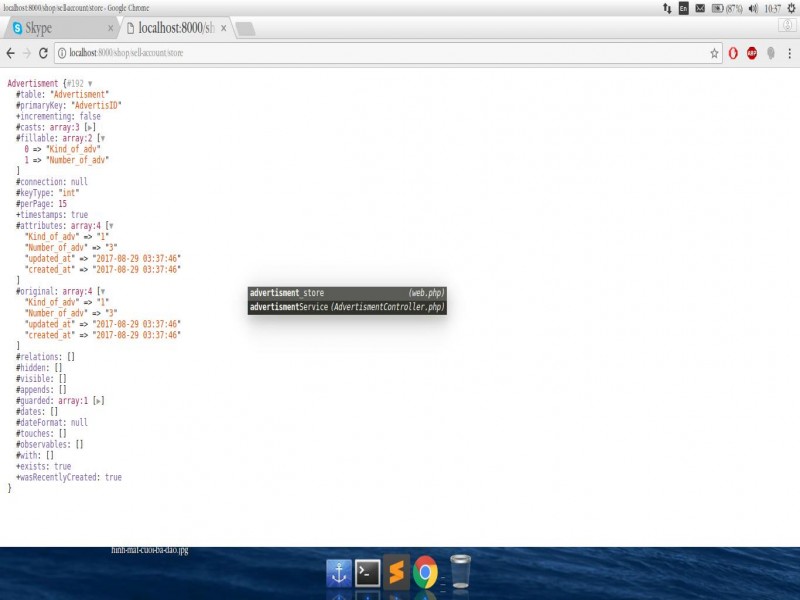 localhost:8000/shop/sell-account/store - Google Chrome
En
(87%)
10:37
Skype
×
localhost:8000/sh
×
localhost:8000/shop/sell-account/store
ABP
Advertisment {#192 ▼
#table: "Advertisment"
#primaryKey: "AdvertisID"
+incrementing: false
#casts: array:3 [▶]
#fillable: array:2 [▼
0 => "Kind_of_adv"
1 => "Number_of_adv"
]
#connection: null
#keyType: "int"
#perPage: 15
+timestamps: true
#attributes: array:4 [▼
"Kind_of_adv" => "1"
"Number_of_adv" => "3"
"updated_at" => "2017-08-29 03:37:46"
"created_at" => "2017-08-29 03:37:46"
]
#original: array:4 [▼
"Kind_of_adv" => "1"
"Number_of_adv" => "3"
"updated_at" => "2017-08-29 03:37:46"
"created_at" => "2017-08-29 03:37:46"
]
#relations: []
#hidden: []
#visible: []
#appends: []
#guarded: array:1 [▶]
#dates: []
#dateFormat: null
#touches: []
#observables: []
#with: []
+exists: true
+wasRecentlyCreated: true
}
advertisment_store (web.php)
advertismentService (AdvertismentController.php)
hinh-mat-cuoi-ba-dao.jpg